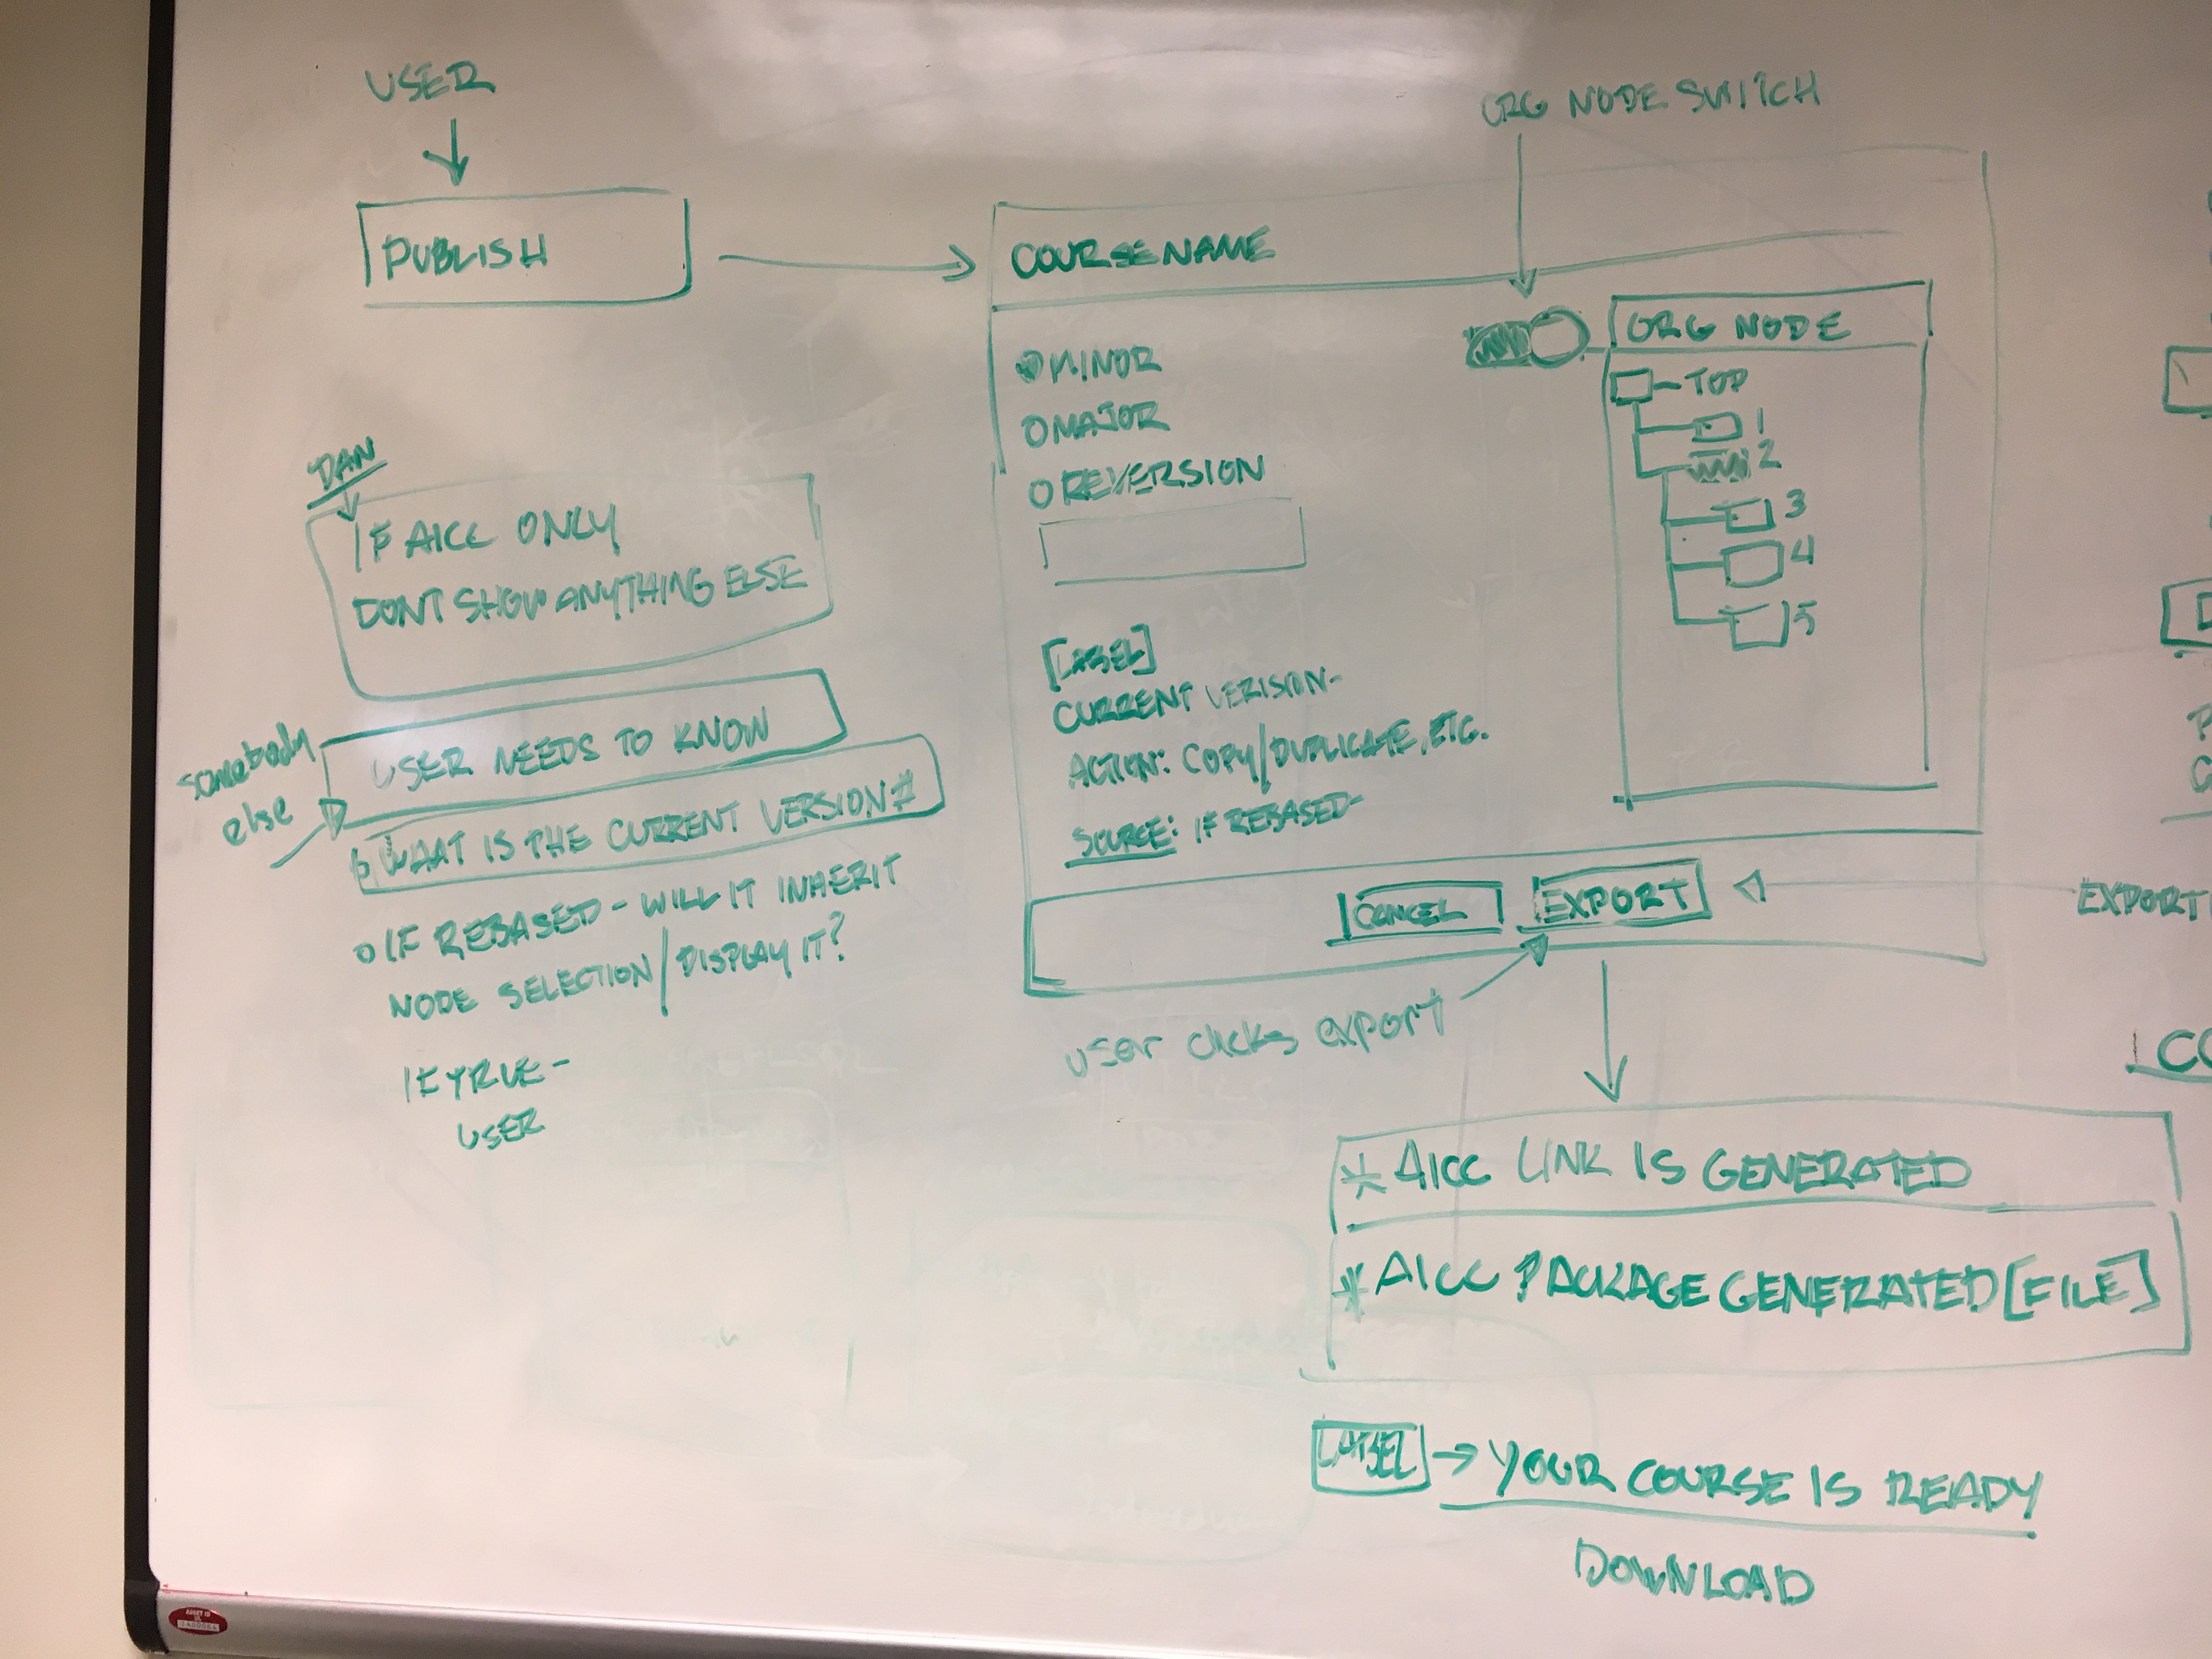 USER
PUBLISH
DAN
IF AICC ONLY
DONT SHOW ANYTHING ELSE
somebody
else
USER NEEDS TO KNOW
WHAT IS THE CURRENT VERSION#
O IF REBASED - WILL IT INHERIT
NODE SELECTION / DISPLAY IT?
IF TRUE -
USER
ORG NODE SWITCH
COURSE NAME
O MINOR
O MAJOR
O REVERSION
[LABEL]
CURRENT VERISION-
ACTION: COPY/DUPLICATE, ETC.
SOURCE: IF REBASED-
ORG NODE
TOP
1
2
3
4
5
CANCEL
EXPORT
EXPORT
user clicks export
* AICC LINK IS GENERATED
* AICC PACKAGE GENERATED [FILE]
LABEL → YOUR COURSE IS READY
DOWNLOAD